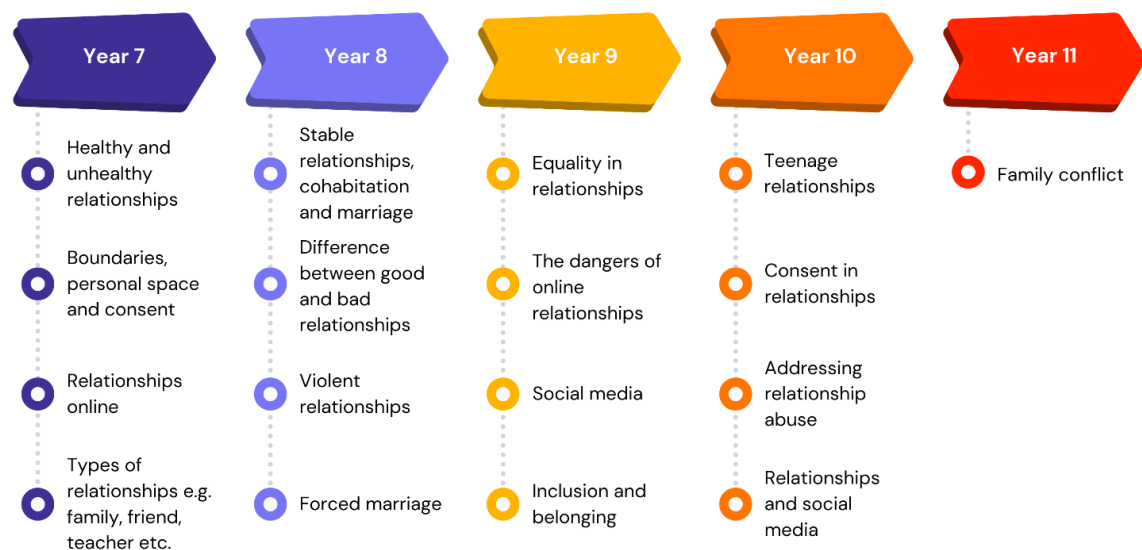 Year 7
Healthy and
unhealthy
relationships
Boundaries,
personal space
and consent
Relationships
online
Types of
relationships e.g.
family, friend,
teacher etc.
Year 8
Stable
relationships,
cohabitation
and marriage
Difference
between good
and bad
relationships
Violent
relationships
Forced marriage
Year 9
Equality in
relationships
The dangers of
online
relationships
Social media
Inclusion and
belonging
Year 10
Teenage
relationships
Consent in
relationships
Addressing
relationship
abuse
Relationships
and social
media
Year 11
Family conflict